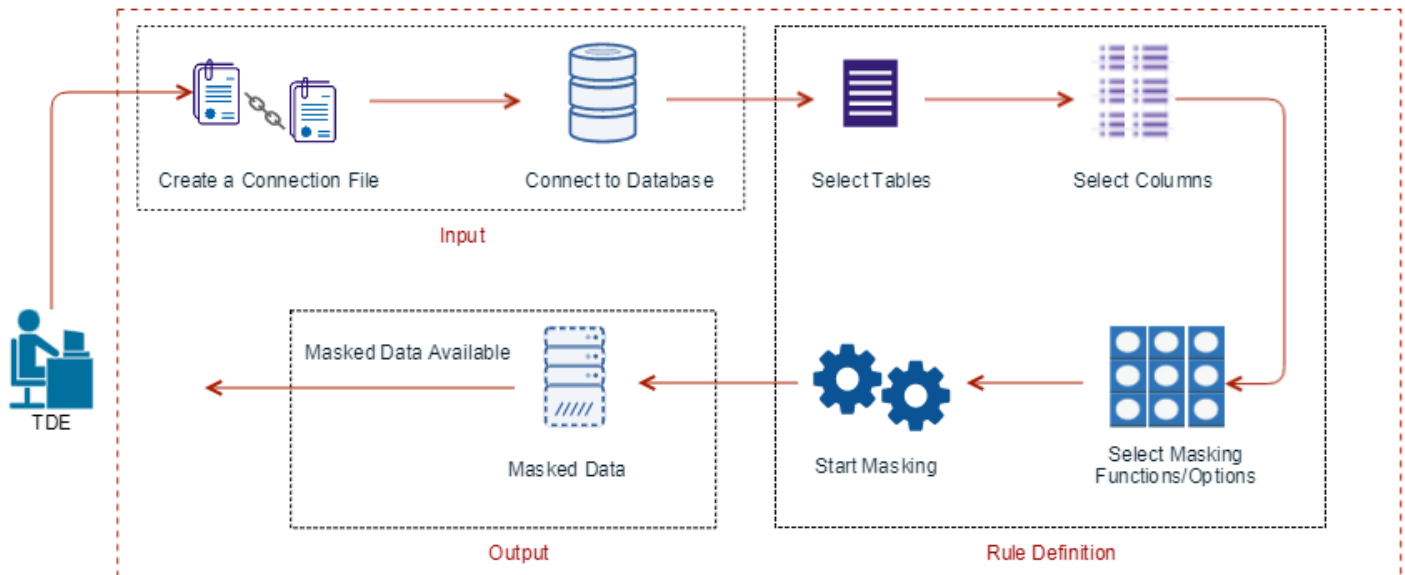 Create a Connection File
Connect to Database
Select Tables
Select Columns
Input
TDE
Masked Data Available
Masked Data
Start Masking
Select Masking
Functions/Options
Output
Rule Definition